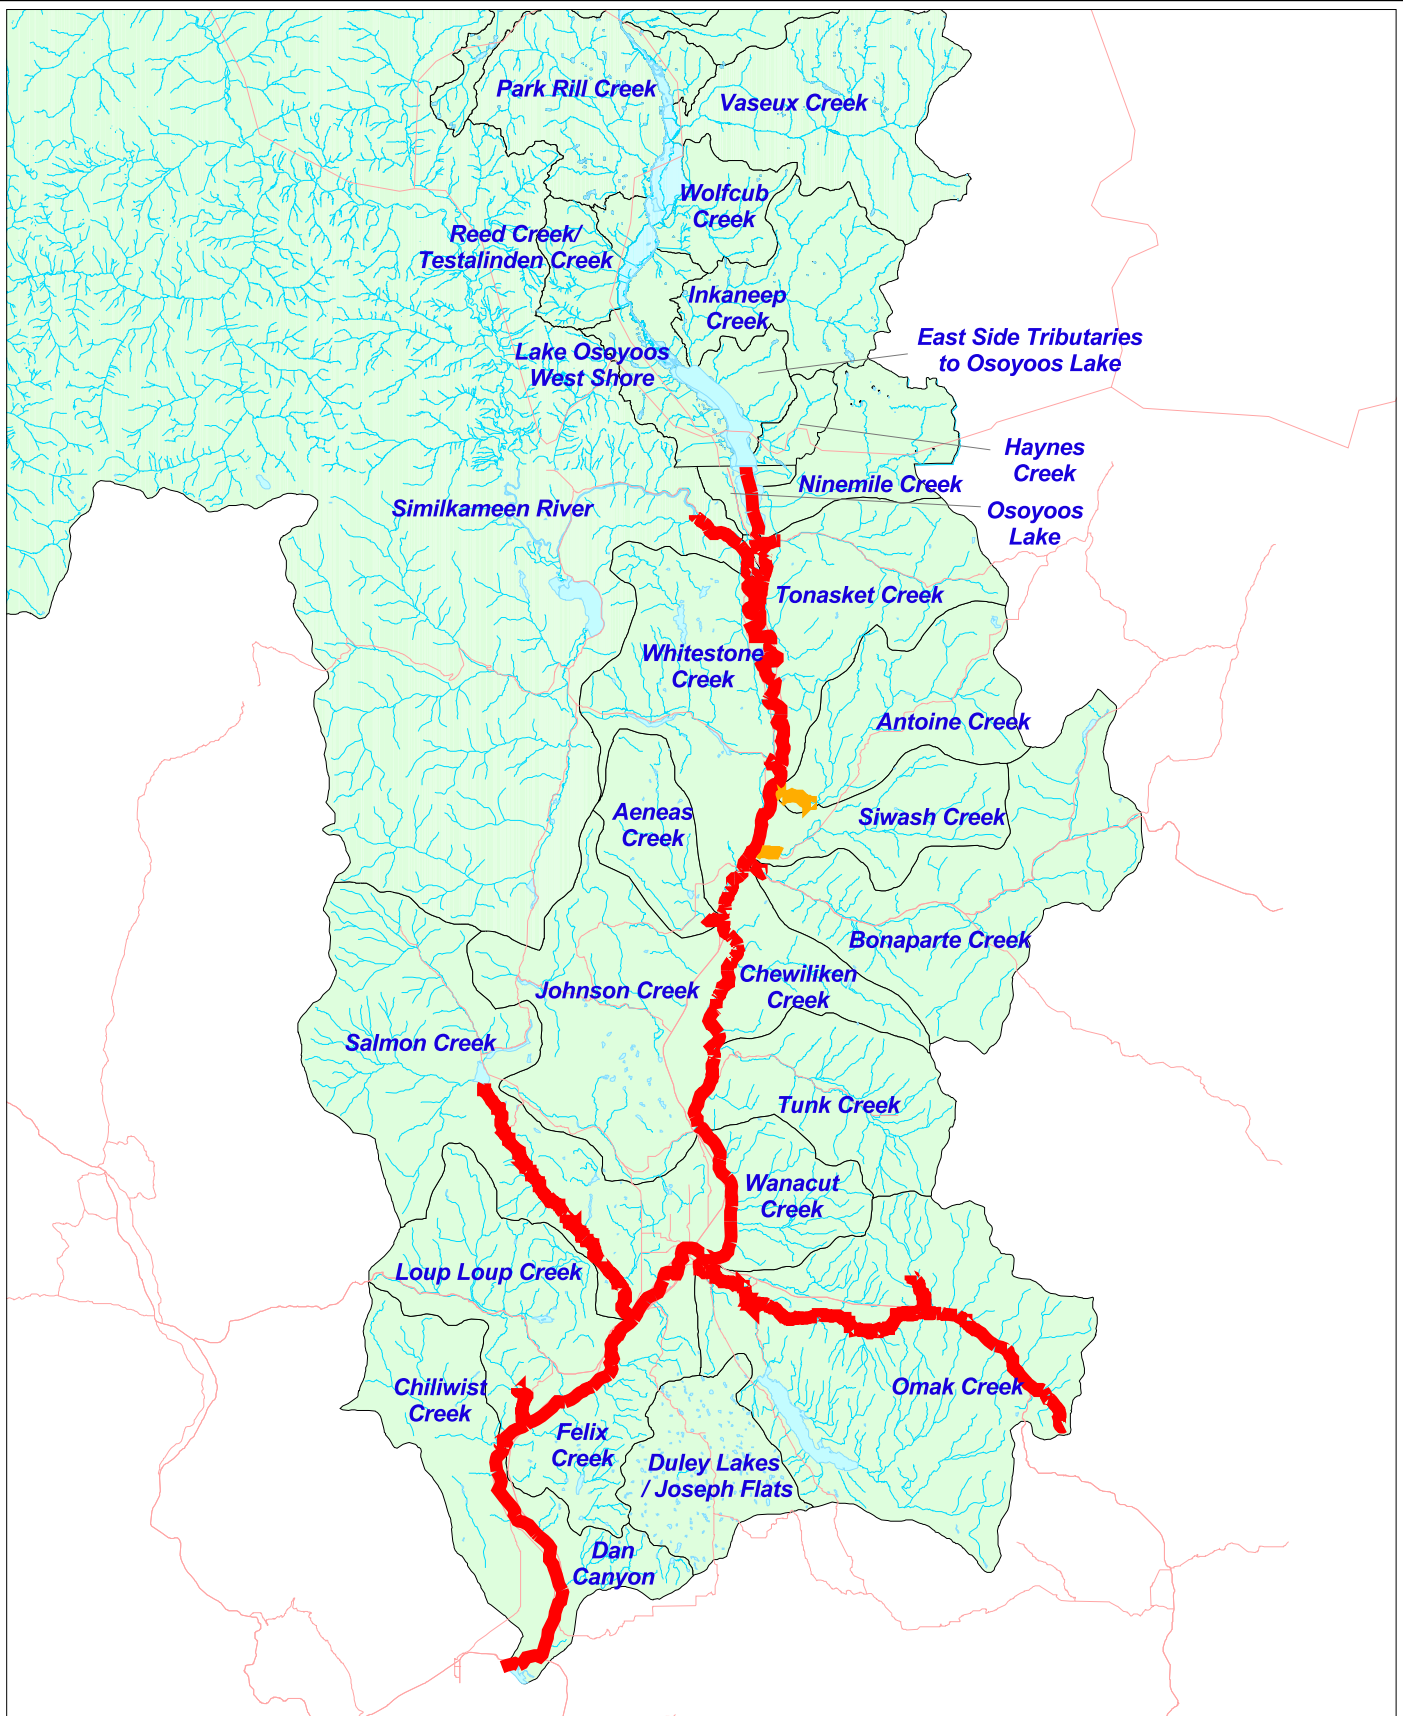 Park Rill Creek
Vaseux Creek
Wolfcub
Creek
Reed Creek/
Testalinden Creek
Inkaneep
Creek
East Side Tributaries
to Osoyoos Lake
Lake Osoyoos
West Shore
Haynes
Creek
Ninemile Creek
Osoyoos
Lake
Similkameen River
Tonasket Creek
Whitestone
Creek
Antoine Creek
Aeneas
Creek
Siwash Creek
Bonaparte Creek
Chewiliken
Creek
Johnson Creek
Salmon Creek
Tunk Creek
Wanacut
Creek
Loup Loup Creek
Chiliwist
Creek
Omak Creek
Felix
Creek
Duley Lakes
/ Joseph Flats
Dan
Canyon